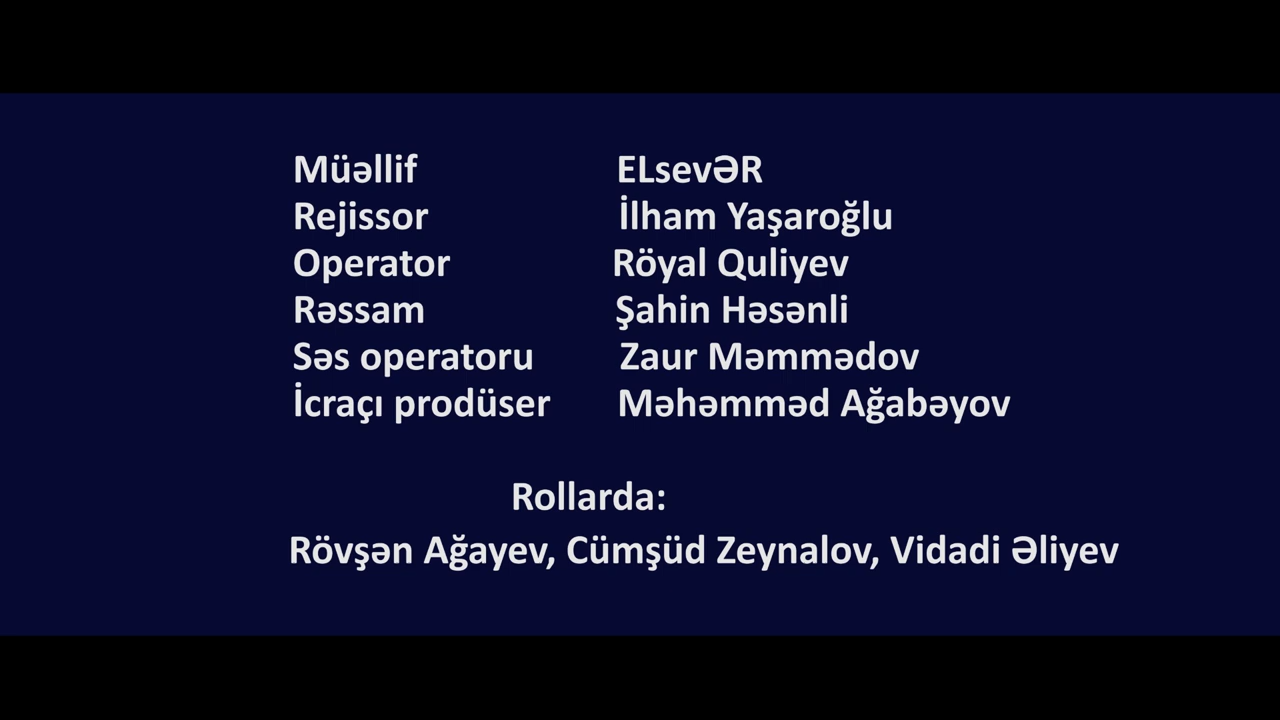 Müəllif ELsevƏR
Rejissor İlham Yaşaroğlu
Operator Röyal Quliyev
Rəssam Şahin Həsənli
Səs operatoru Zaur Məmmədov
İcraçı prodüser Məhəmməd Ağabəyov
Rollarda:
Rövşən Ağayev, Cümşüd Zeynalov, Vidadi Əliyev